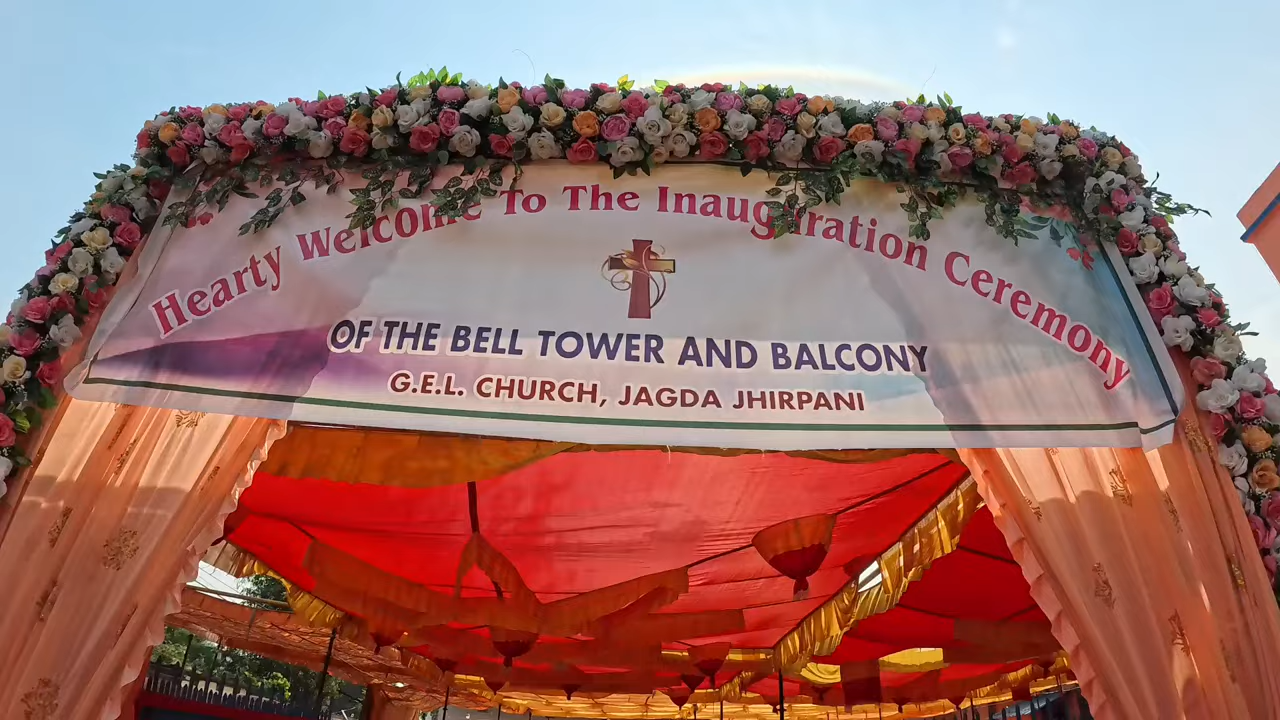 Hearty Welcome To The Inauguration Ceremony
OF THE BELL TOWER AND BALCONY
G.E.L. CHURCH, JAGDA JHIRPANI